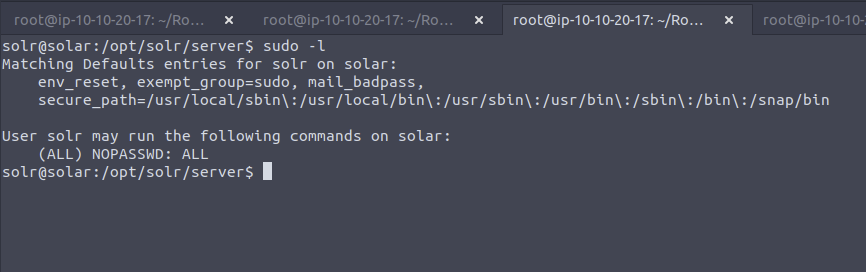 root@ip-10-10-20-17: ~/Ro... × root@ip-10-10-20-17: ~/Ro... × root@ip-10-10-20-17: ~/Ro... × root@ip-10-10-20-17: ~/Ro
solr@solar:/opt/solr/server$ sudo -l
Matching Defaults entries for solr on solar:
    env_reset, exempt_group=sudo, mail_badpass,
    secure_path=/usr/local/sbin\:/usr/local/bin\:/usr/sbin\:/usr/bin\:/sbin\:/bin\:/snap/bin
User solr may run the following commands on solar:
    (ALL) NOPASSWD: ALL
solr@solar:/opt/solr/server$